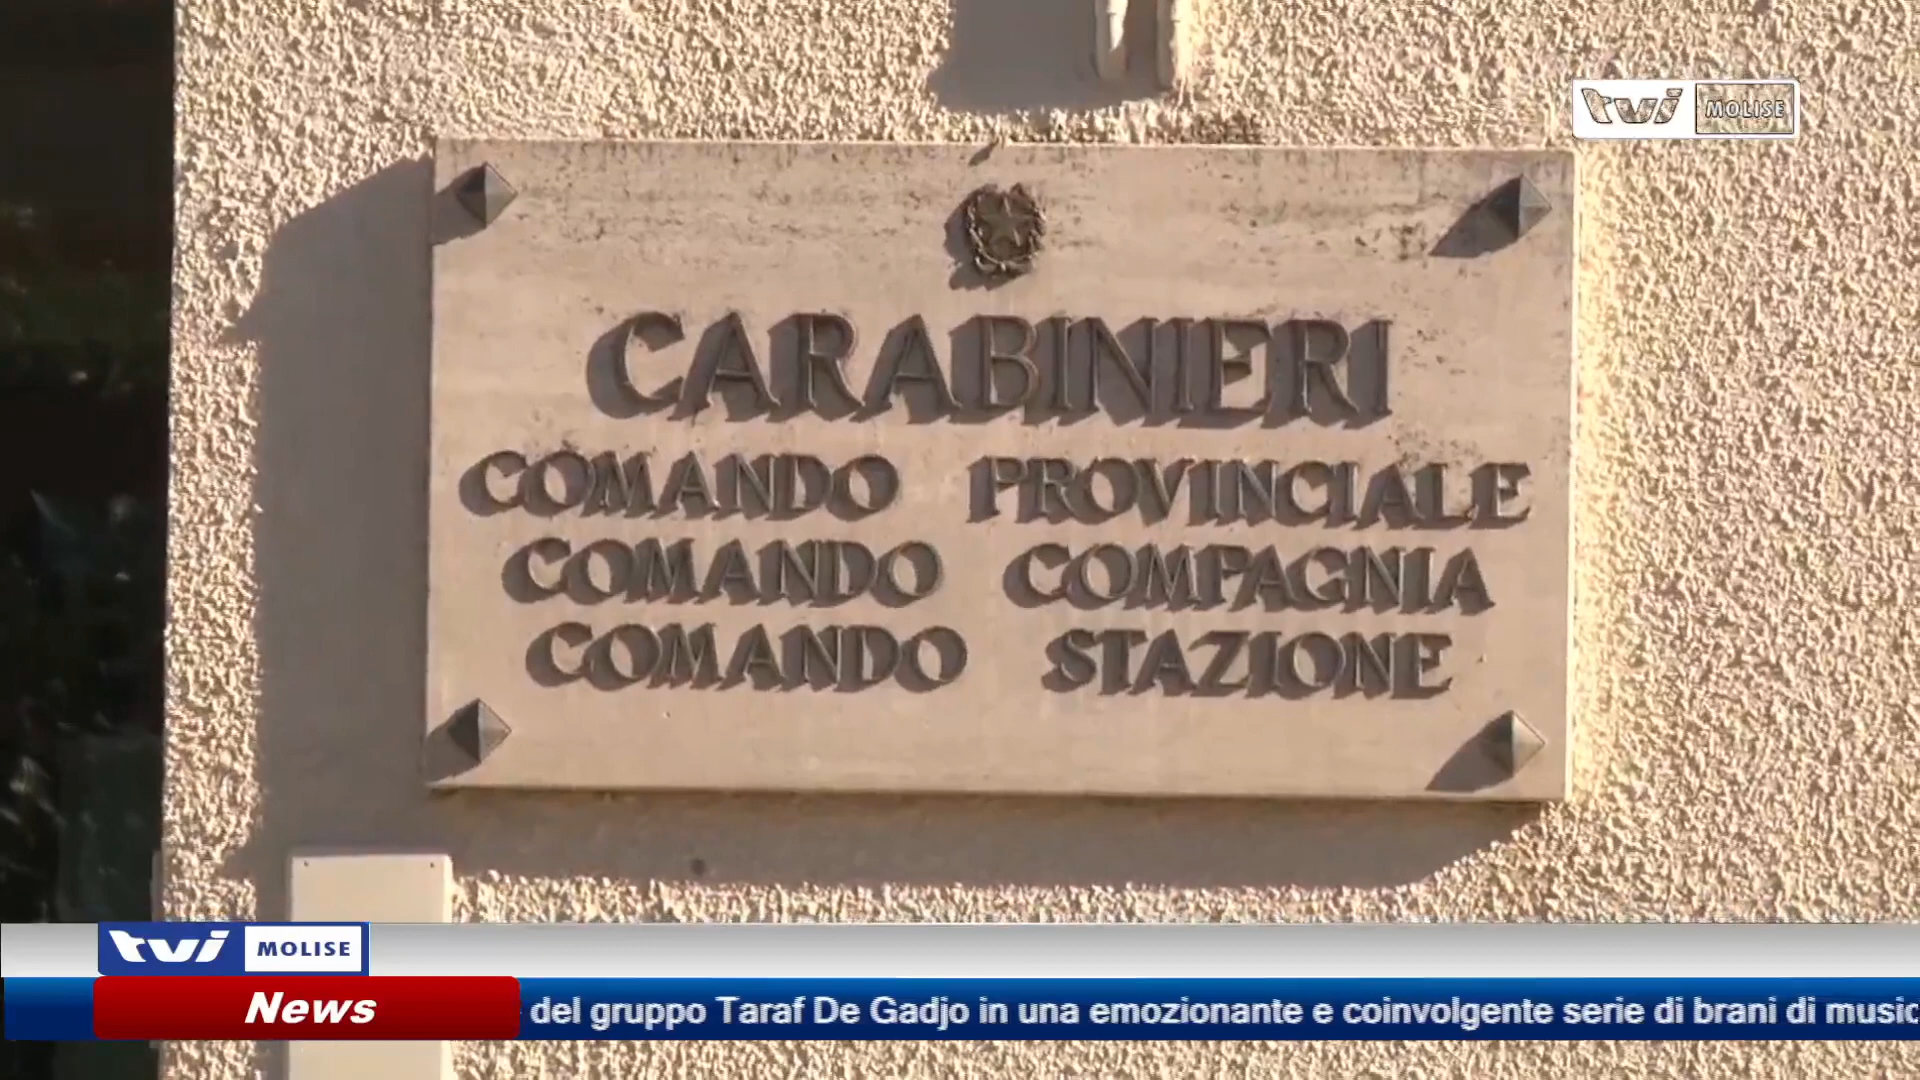 tvi MOLISE
CARABINIERI
COMANDO PROVINCIALE
COMANDO COMPAGNIA
COMANDO STAZIONE
tvi MOLISE
News del gruppo Taraf De Gadjo in una emozionante e coinvolgente serie di brani di music